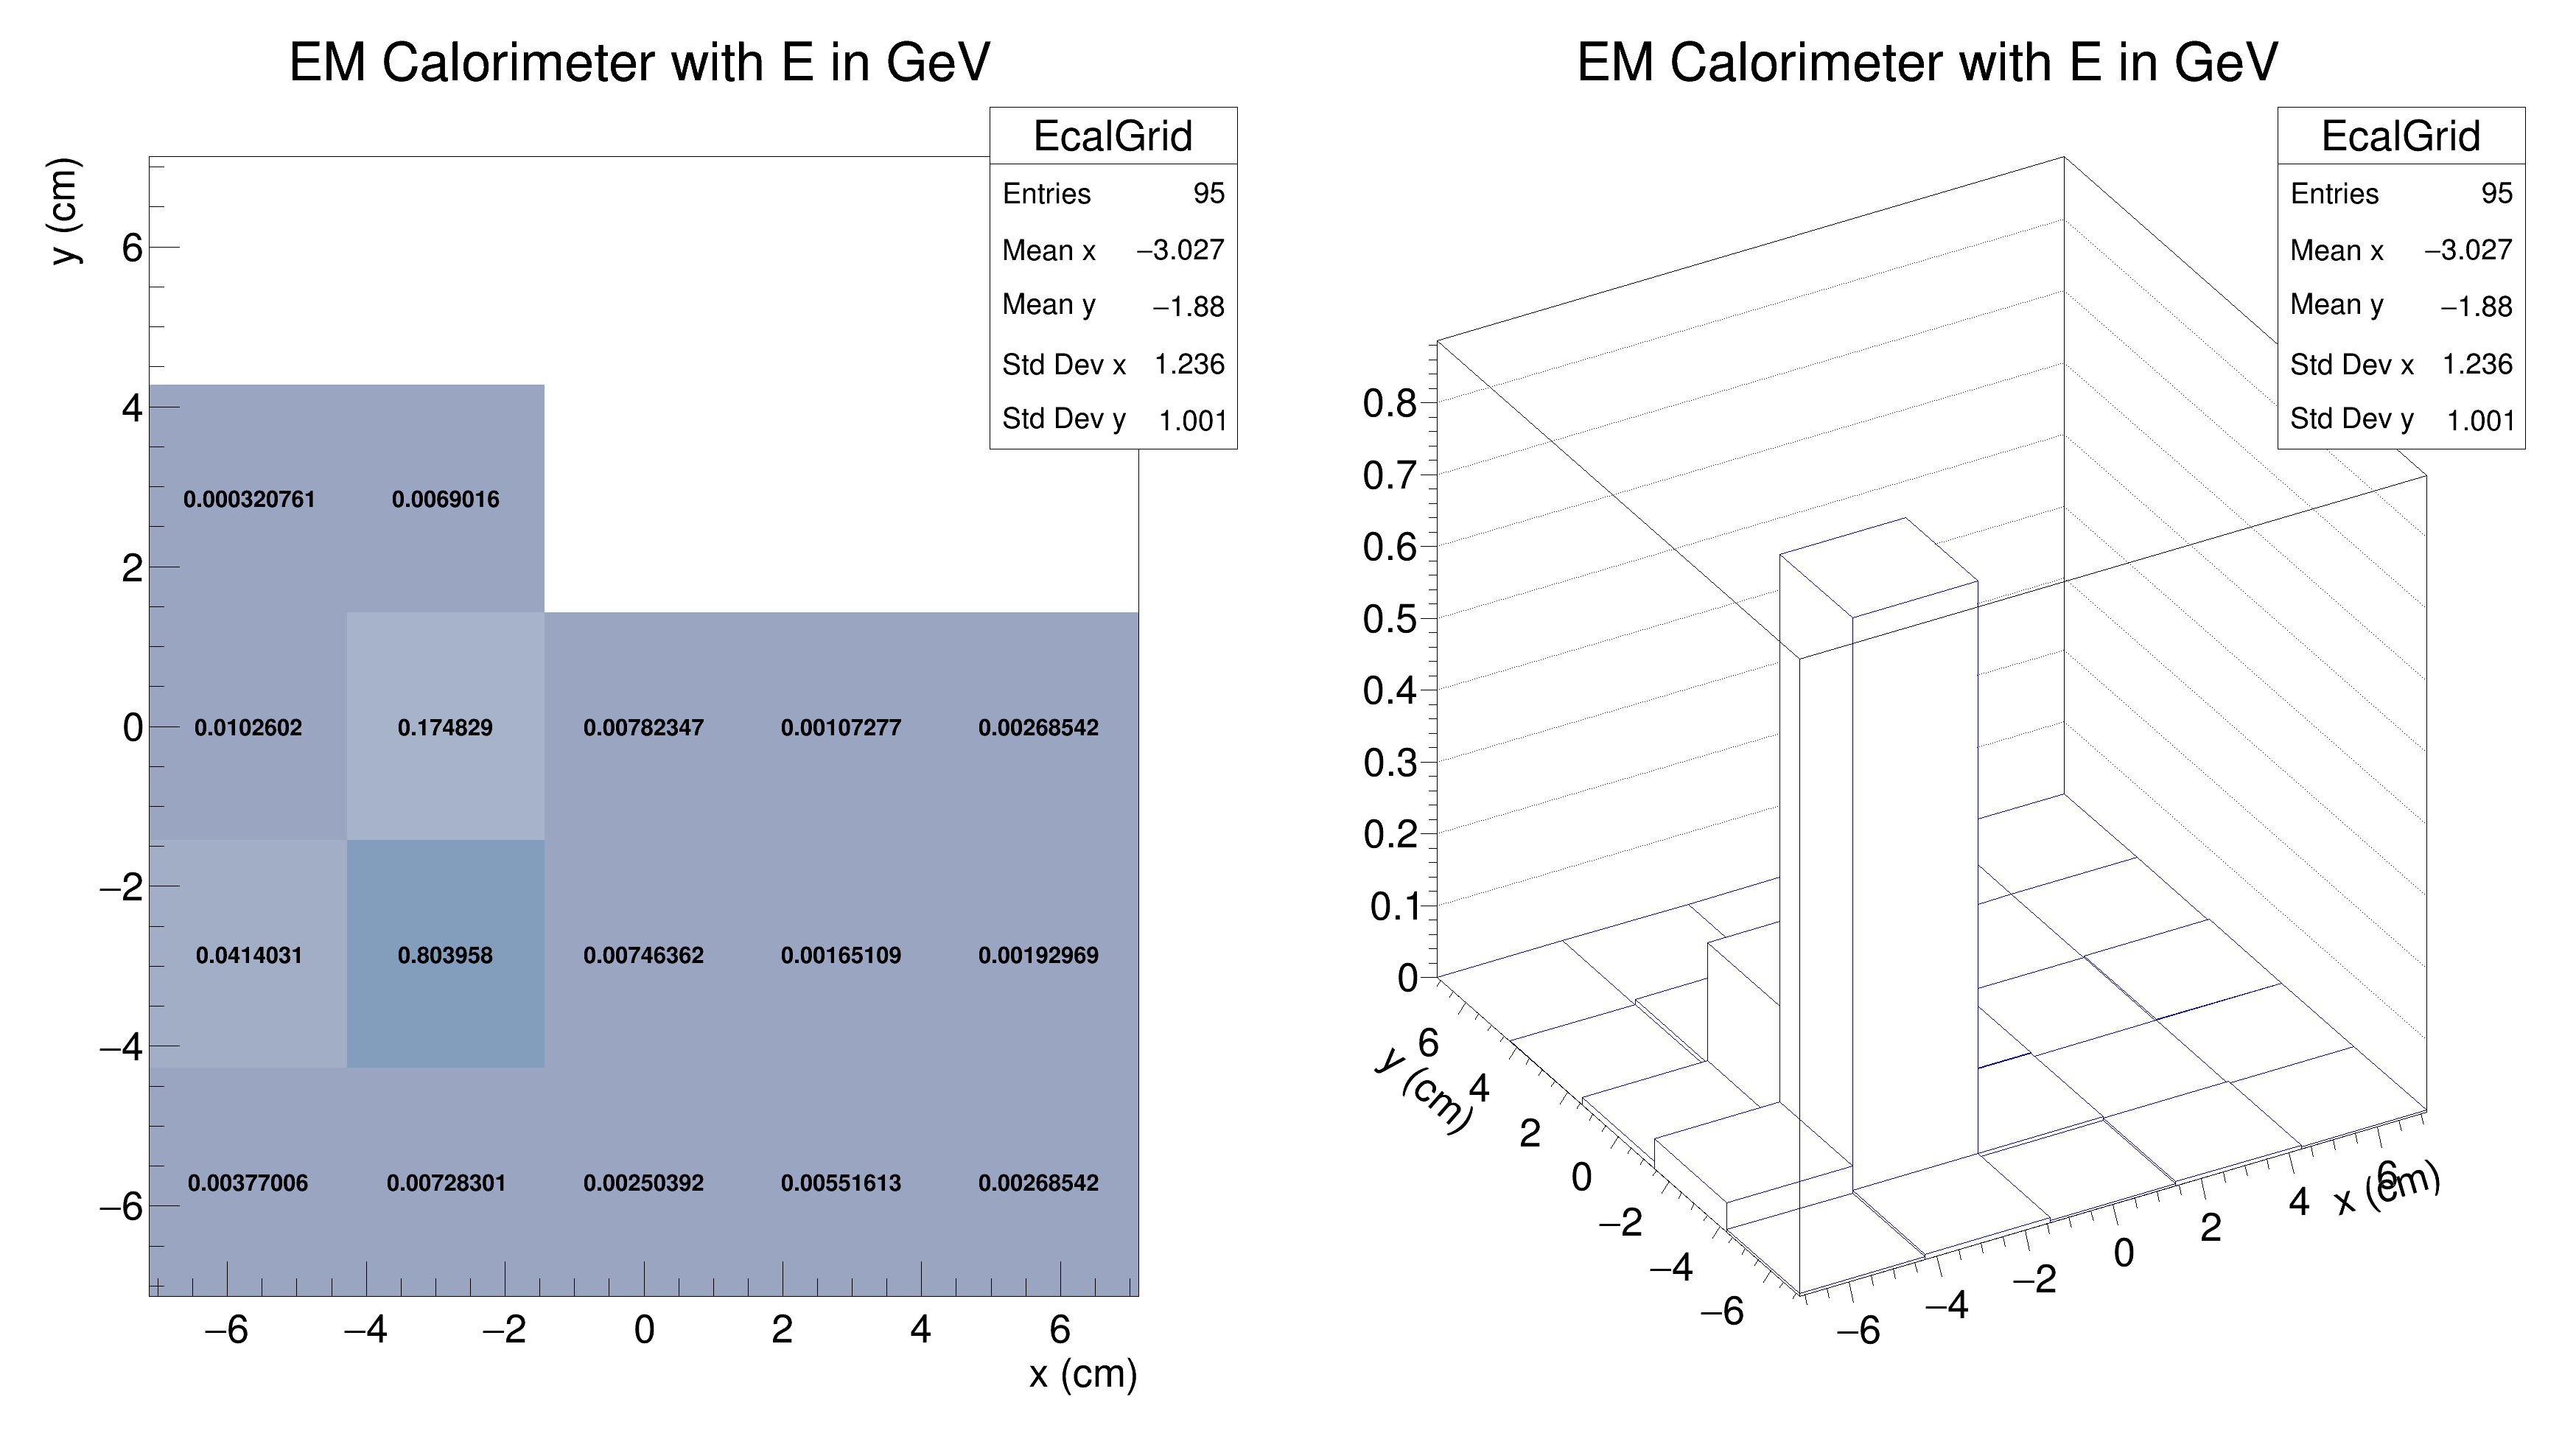 EM Calorimeter with E in GeV
EcalGrid
Entries 95
Mean x −3.027
Mean y −1.88
Std Dev x 1.236
Std Dev y 1.001
y (cm)
6
4
2
0
−2
−4
−6
0.000320761 0.0069016
0.0102602 0.174829 0.00782347 0.00107277 0.00268542
0.0414031 0.803958 0.00746362 0.00165109 0.00192969
0.00377006 0.00728301 0.00250392 0.00551613 0.00268542
−6 −4 −2 0 2 4 6
x (cm)
EM Calorimeter with E in GeV
EcalGrid
Entries 95
Mean x −3.027
Mean y −1.88
Std Dev x 1.236
Std Dev y 1.001
0.8
0.7
0.6
0.5
0.4
0.3
0.2
0.1
0
y (cm)
6
4
2
0
−2
−4
−6
−6 −4 −2 0 2 4 6
x (cm)